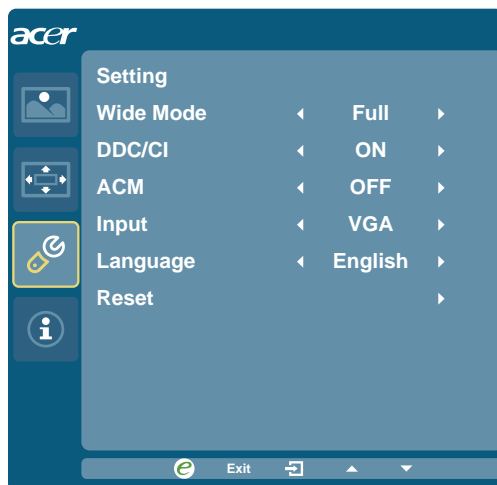 acer
Setting
Wide Mode Full
DDC/CI ON
ACM OFF
Input VGA
Language English
Reset
e Exit